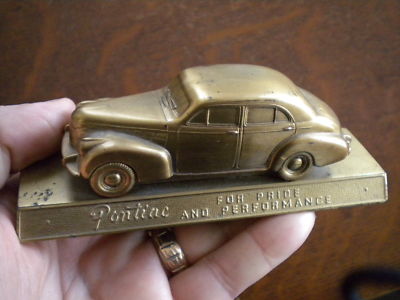 FOR PRIDE
Pontiac AND PERFORMANCE